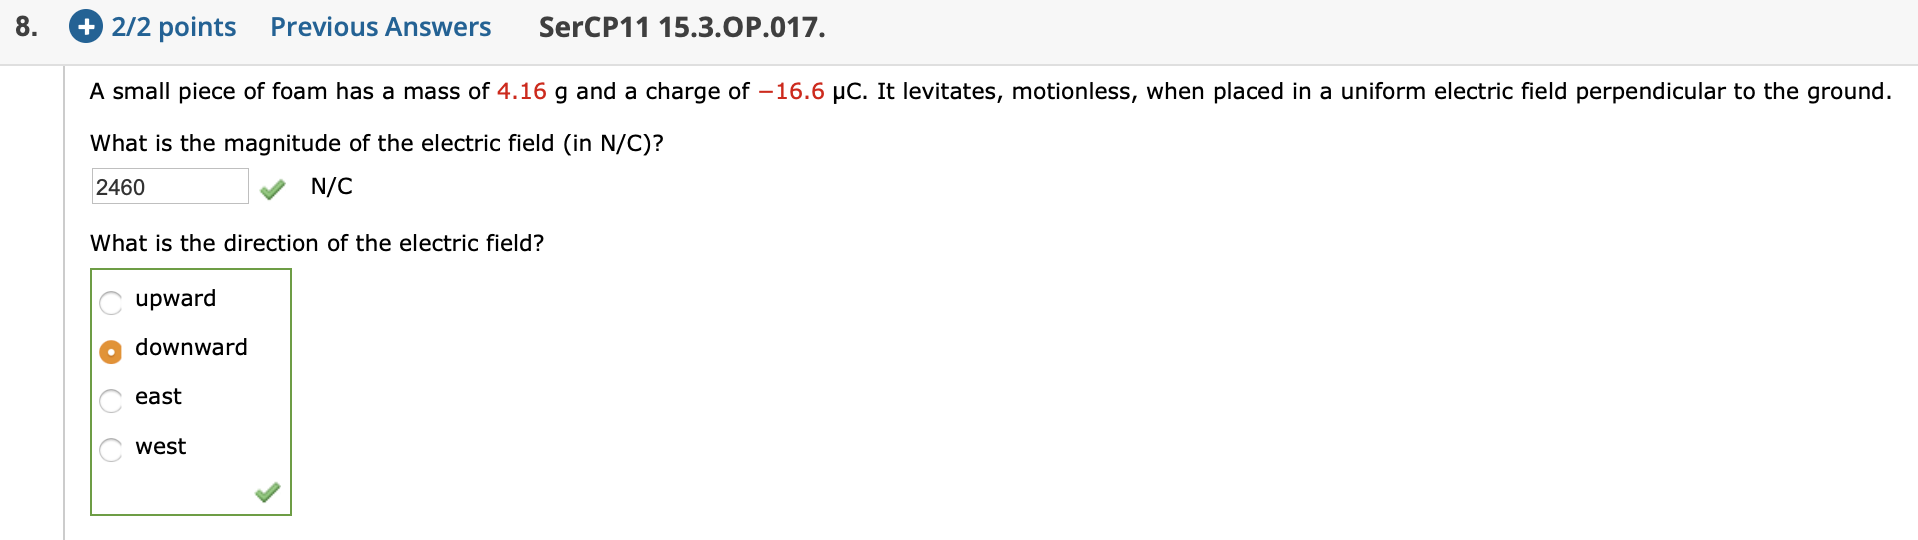 8. + 2/2 points Previous Answers SerCP11 15.3.OP.017.
A small piece of foam has a mass of 4.16 g and a charge of −16.6 µC. It levitates, motionless, when placed in a uniform electric field perpendicular to the ground.
What is the magnitude of the electric field (in N/C)?
2460 N/C
What is the direction of the electric field?
upward
downward
east
west